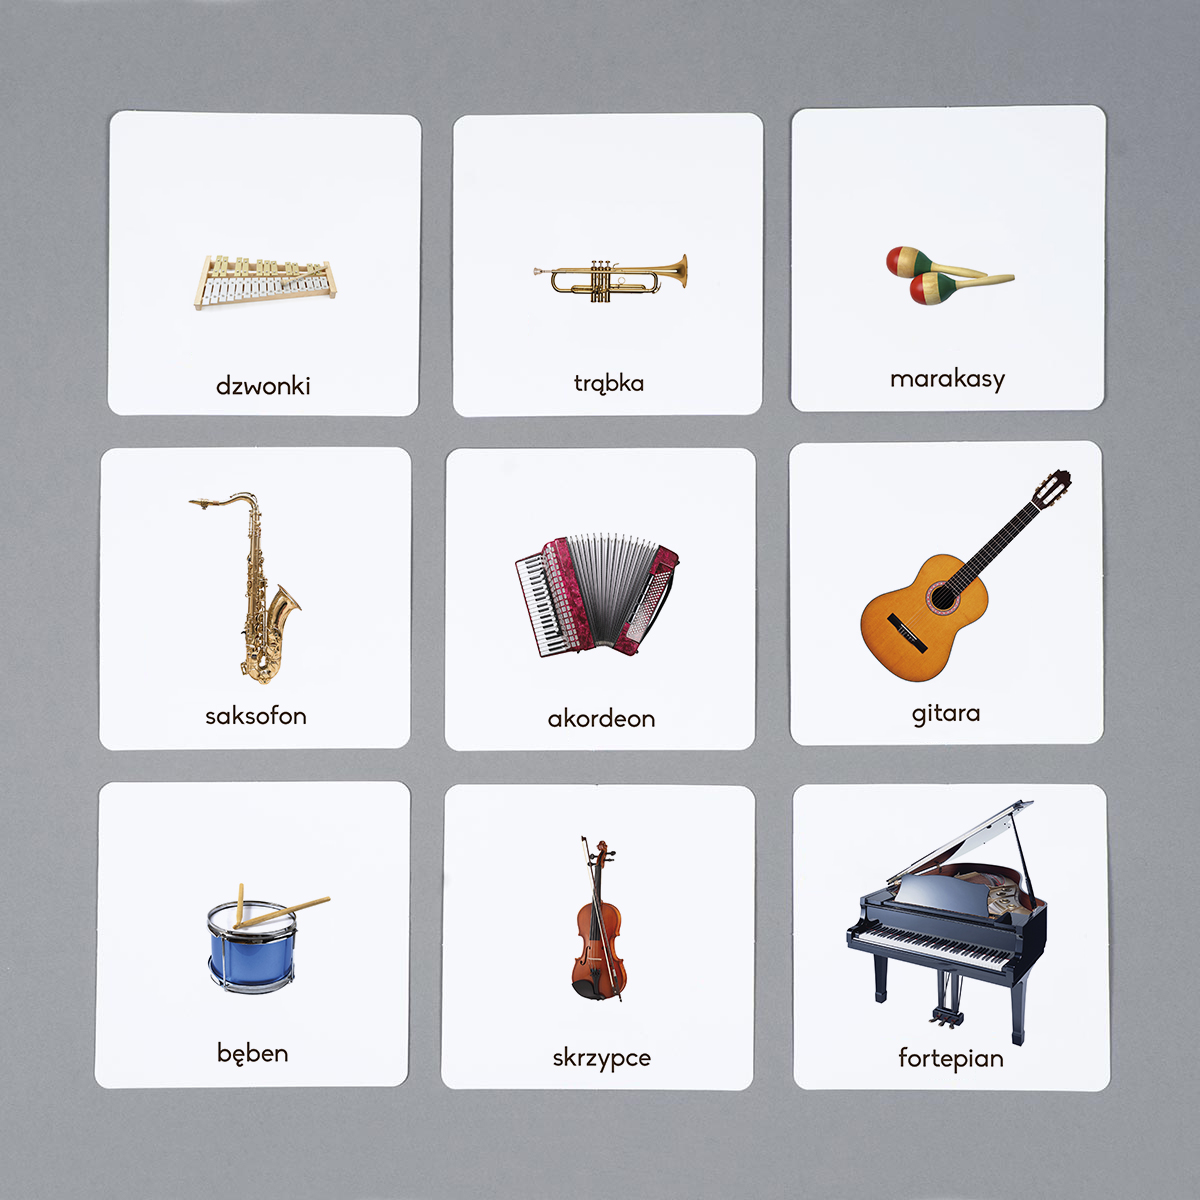 dzwonki
trąbka
marakasy
saksofon
akordeon
gitara
bęben
skrzypce
fortepian